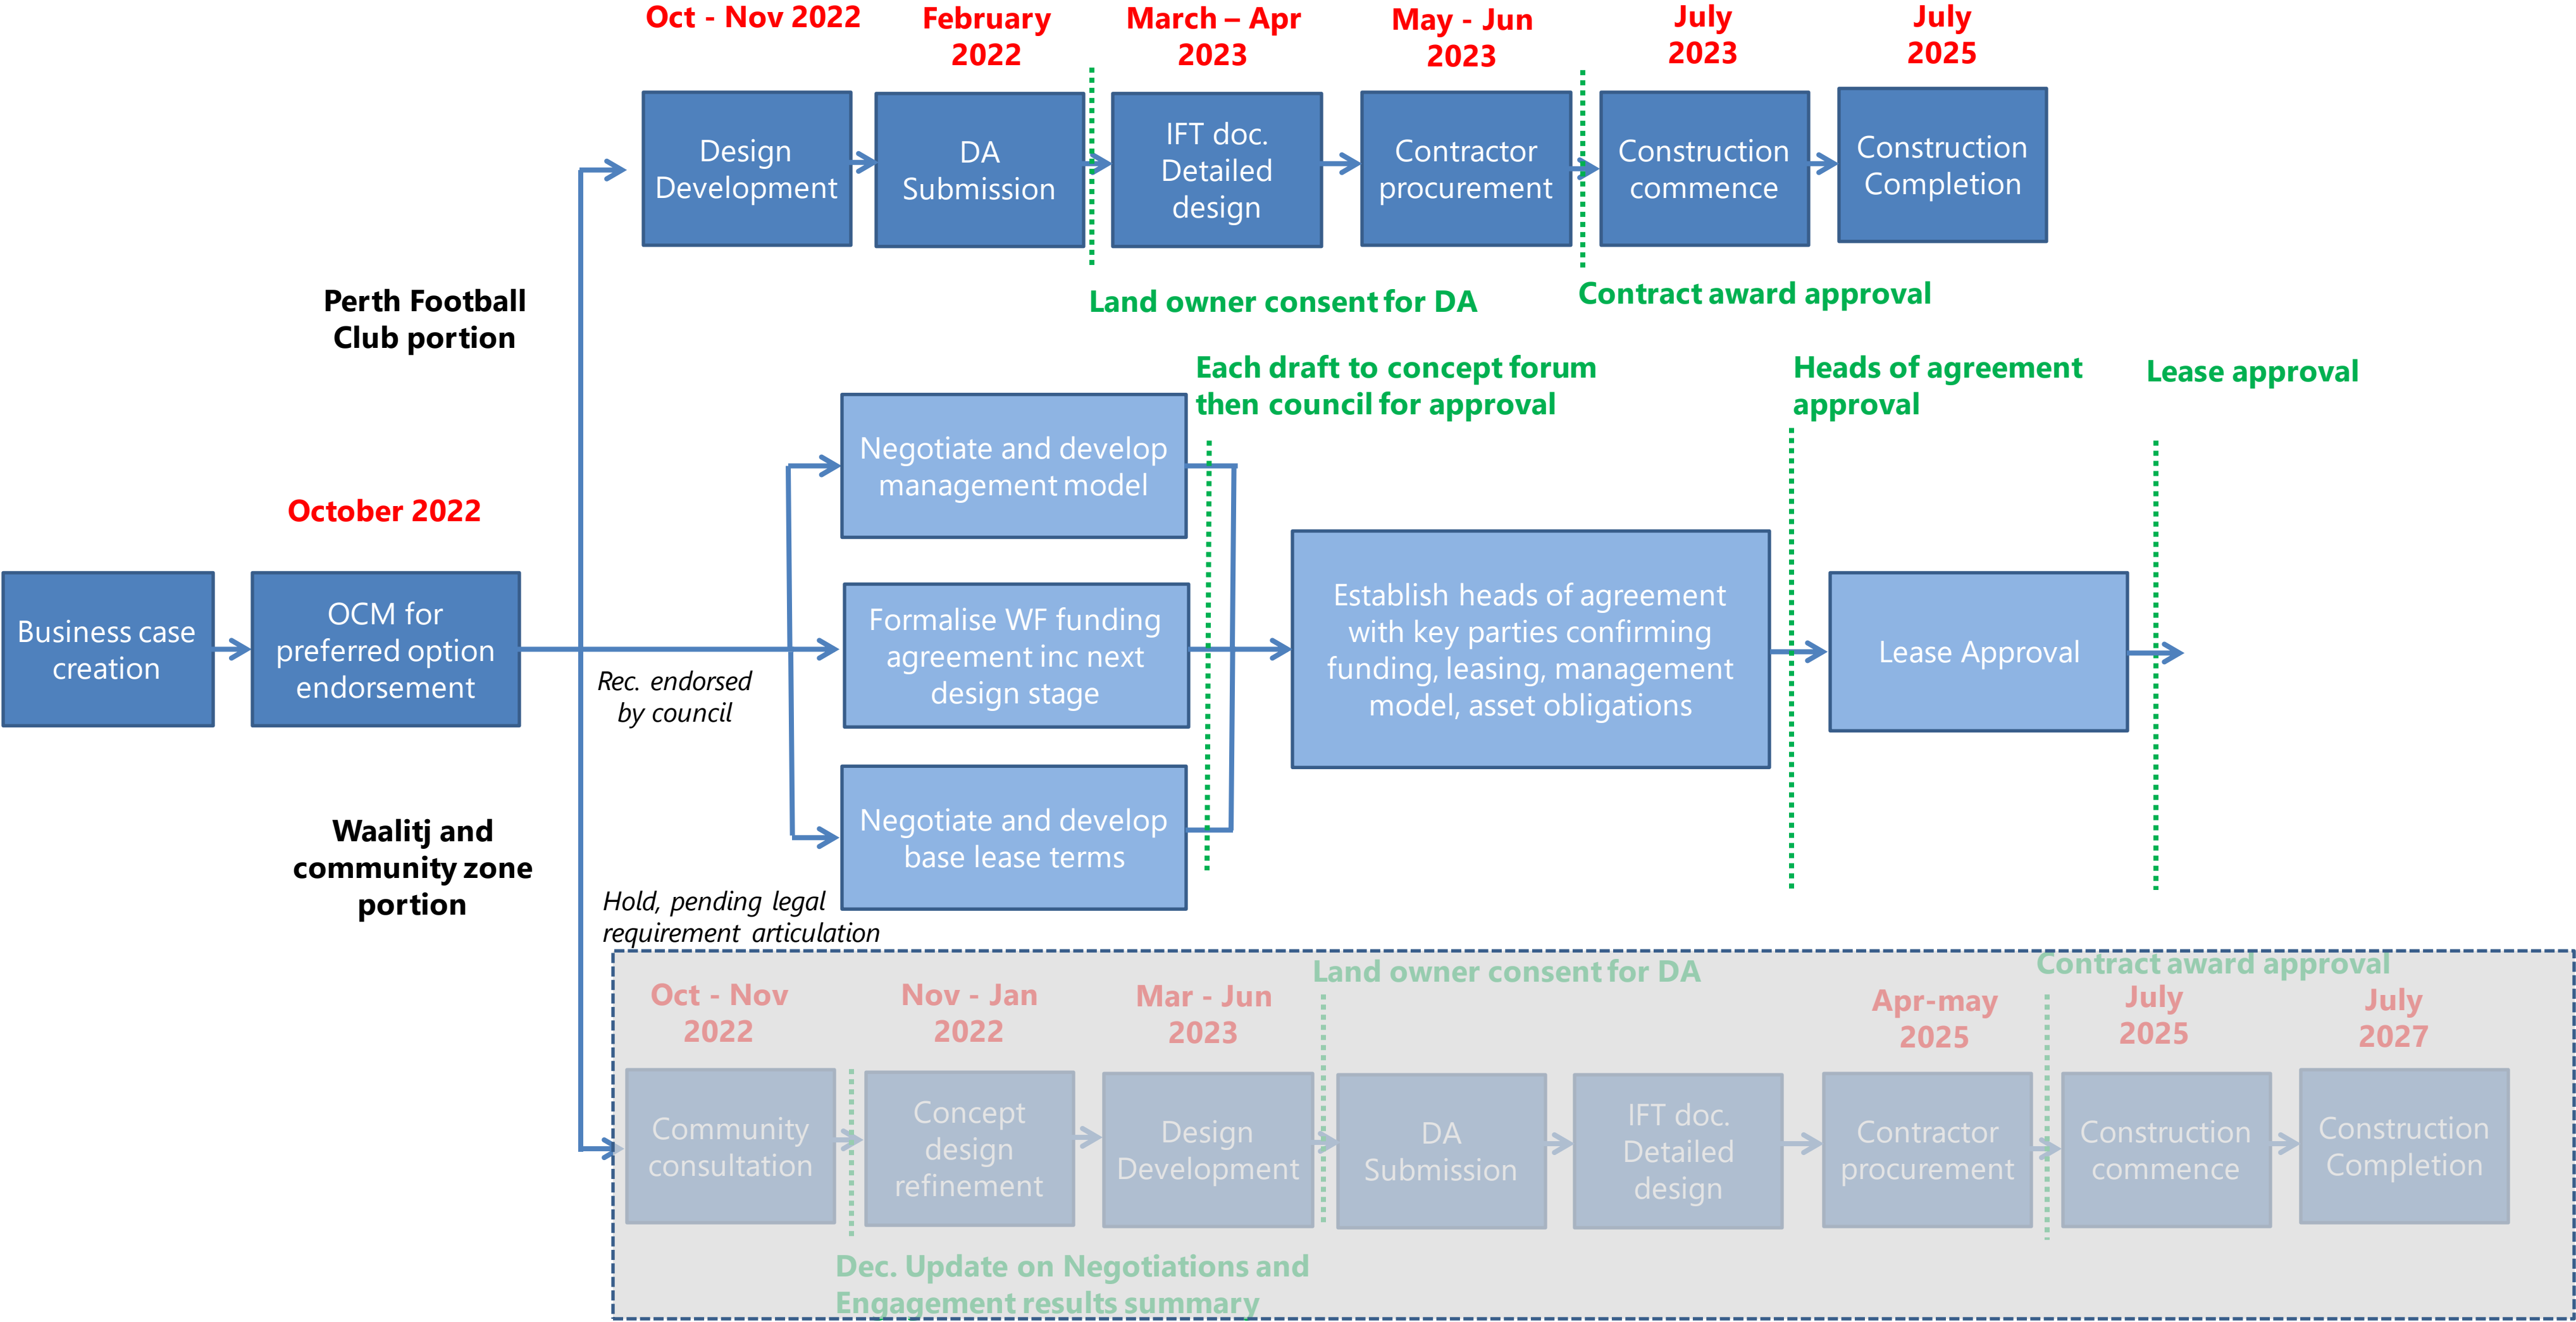 Oct - Nov 2022
February
2022
March – Apr
2023
May - Jun
2023
July
2023
July
2025
Design
Development
DA
Submission
IFT doc.
Detailed
design
Contractor
procurement
Construction
commence
Construction
Completion
Land owner consent for DA
Contract award approval
Perth Football
Club portion
Each draft to concept forum
then council for approval
Heads of agreement
approval
Lease approval
October 2022
Business case
creation
OCM for
preferred option
endorsement
Rec. endorsed
by council
Negotiate and develop
management model
Formalise WF funding
agreement inc next
design stage
Negotiate and develop
base lease terms
Establish heads of agreement
with key parties confirming
funding, leasing, management
model, asset obligations
Lease Approval
Waalitj and
community zone
portion
Hold, pending legal
requirement articulation
Land owner consent for DA
Contract award approval
Oct - Nov
2022
Nov - Jan
2022
Mar - Jun
2023
Apr-may
2025
July
2025
July
2027
Community
consultation
Concept
design
refinement
Design
Development
DA
Submission
IFT doc.
Detailed
design
Contractor
procurement
Construction
commence
Construction
Completion
Dec. Update on Negotiations and
Engagement results summary